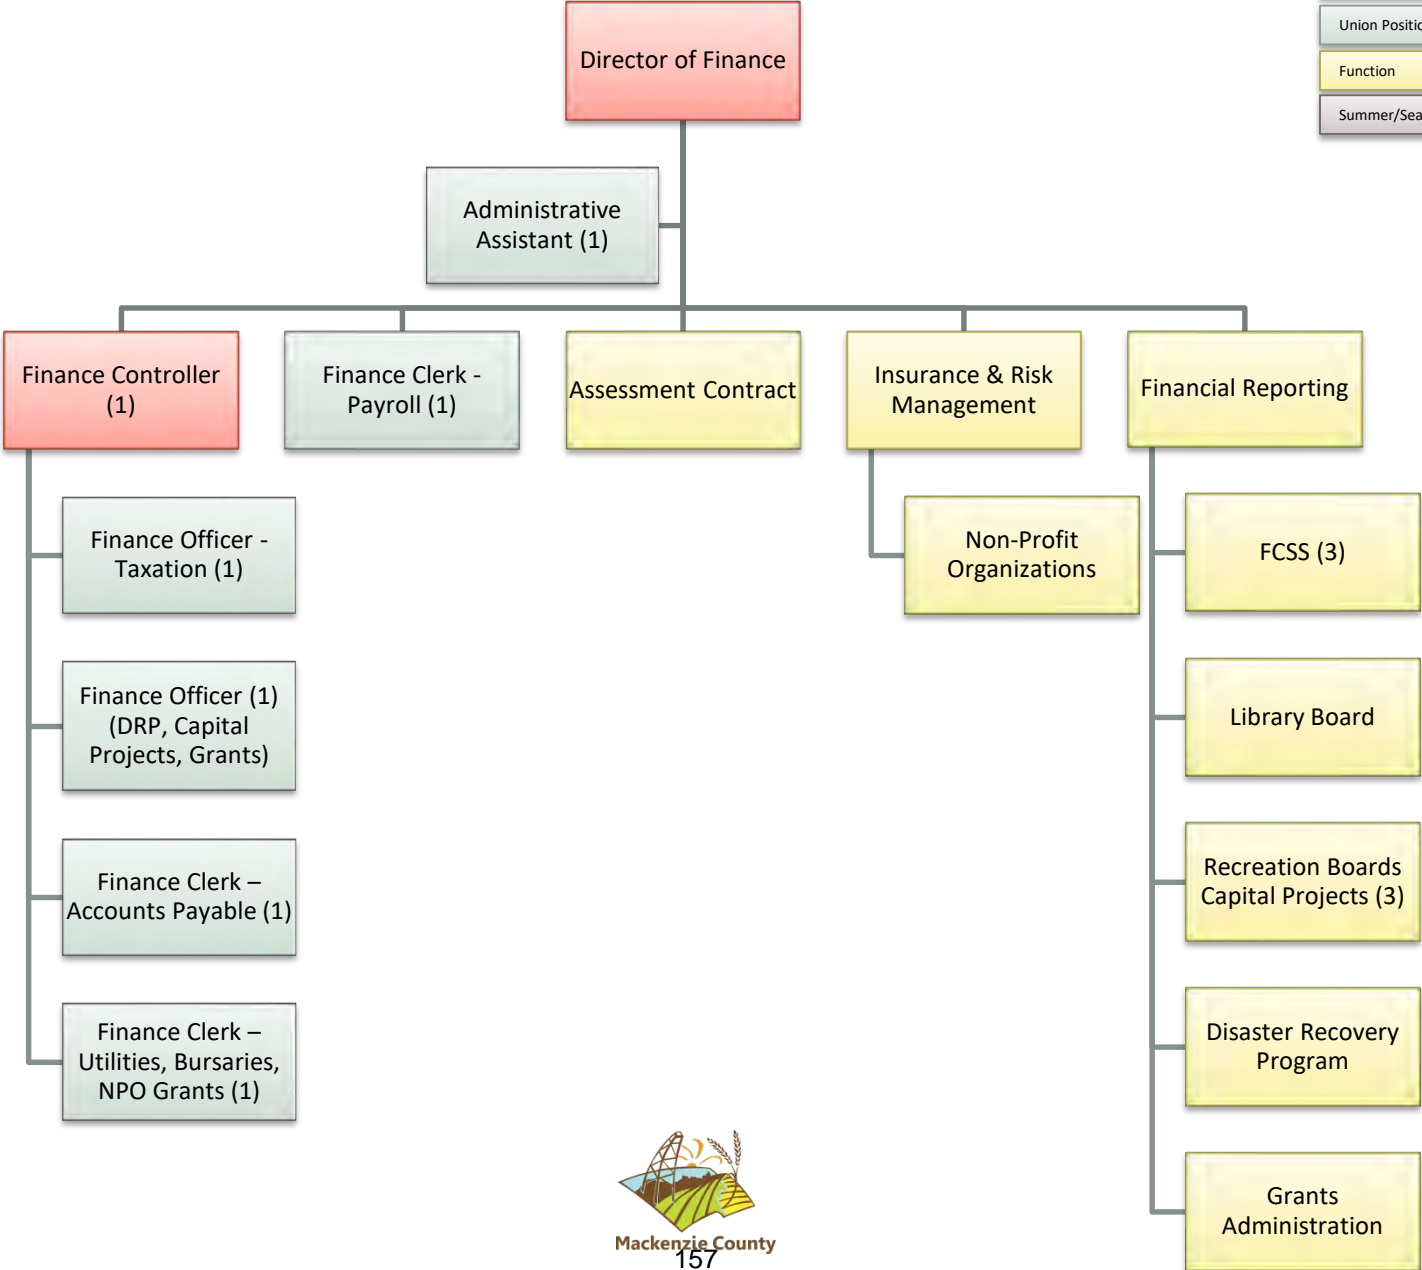 Director of Finance
Union Positio
Function
Summer/Sea
Administrative
Assistant (1)
Finance Controller
(1)
Finance Clerk -
Payroll (1)
Assessment Contract
Insurance & Risk
Management
Financial Reporting
Finance Officer -
Taxation (1)
Finance Officer (1)
(DRP, Capital
Projects, Grants)
Finance Clerk –
Accounts Payable (1)
Finance Clerk –
Utilities, Bursaries,
NPO Grants (1)
Non-Profit
Organizations
FCSS (3)
Library Board
Recreation Boards
Capital Projects (3)
Disaster Recovery
Program
Grants
Administration
Mackenzie County
157